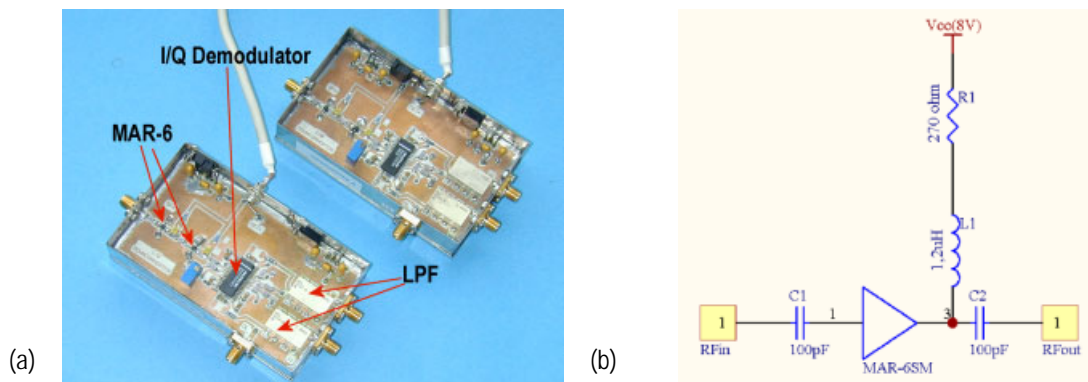 I/Q Demodulator
MAR-6
LPF
(a)
Vcc(8V)
R1
270 ohm
L1
1,2uH
C1
C2
1
1
3
1
RFin
100pF
MAR-6SM
100pF
RFout
(b)